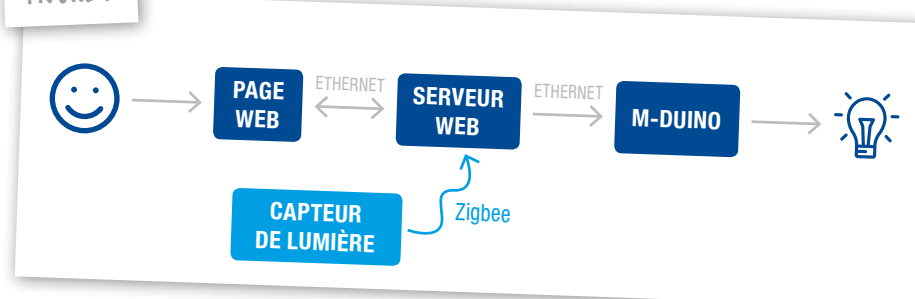 PAGE
WEB
ETHERNET
SERVEUR
WEB
ETHERNET
M-DUINO
CAPTEUR
DE LUMIÈRE
Zigbee